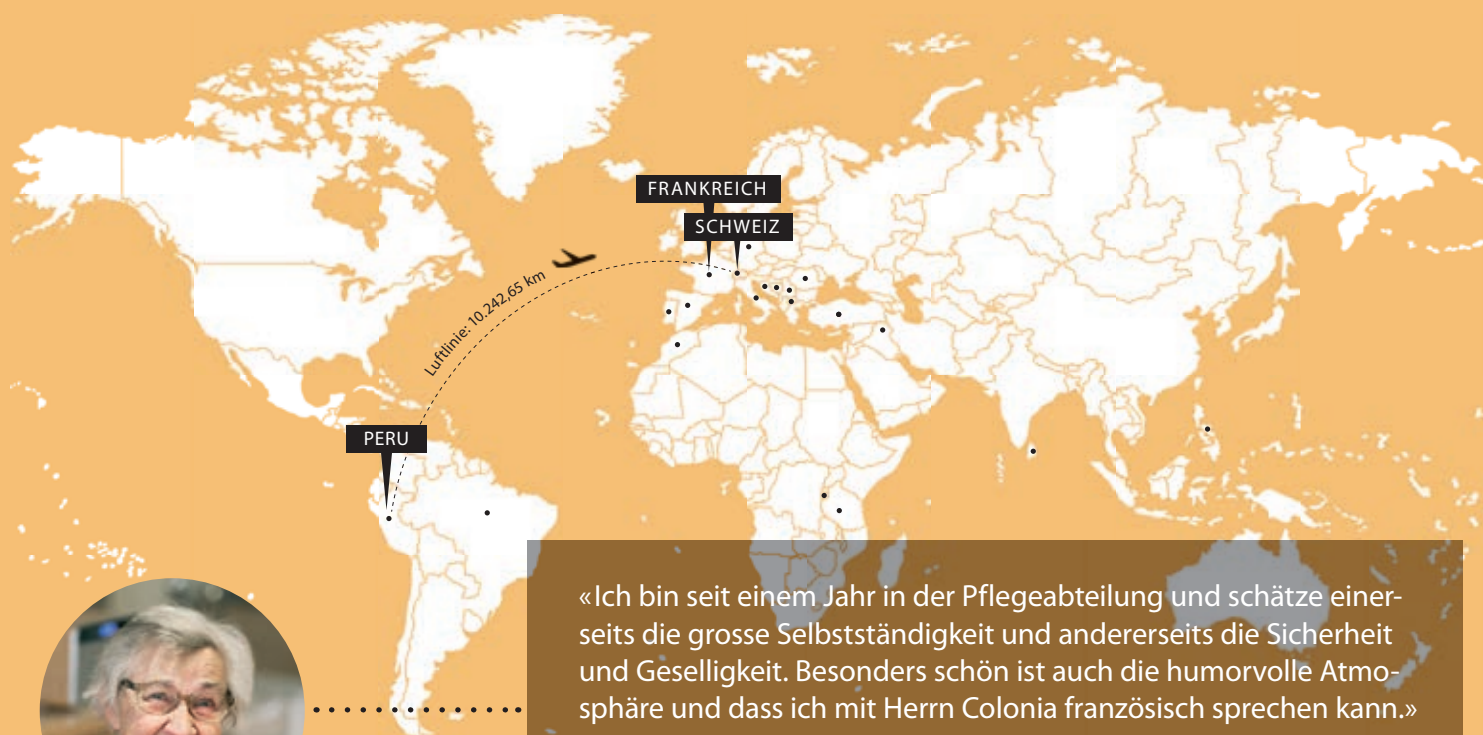 FRANKREICH
SCHWEIZ
Luftlinie: 10.242,65 km
PERU
«Ich bin seit einem Jahr in der Pflegeabteilung und schätze einer-
seits die grosse Selbstständigkeit und andererseits die Sicherheit
und Geselligkeit. Besonders schön ist auch die humorvolle Atmo-
sphäre und dass ich mit Herrn Colonia französisch sprechen kann.»